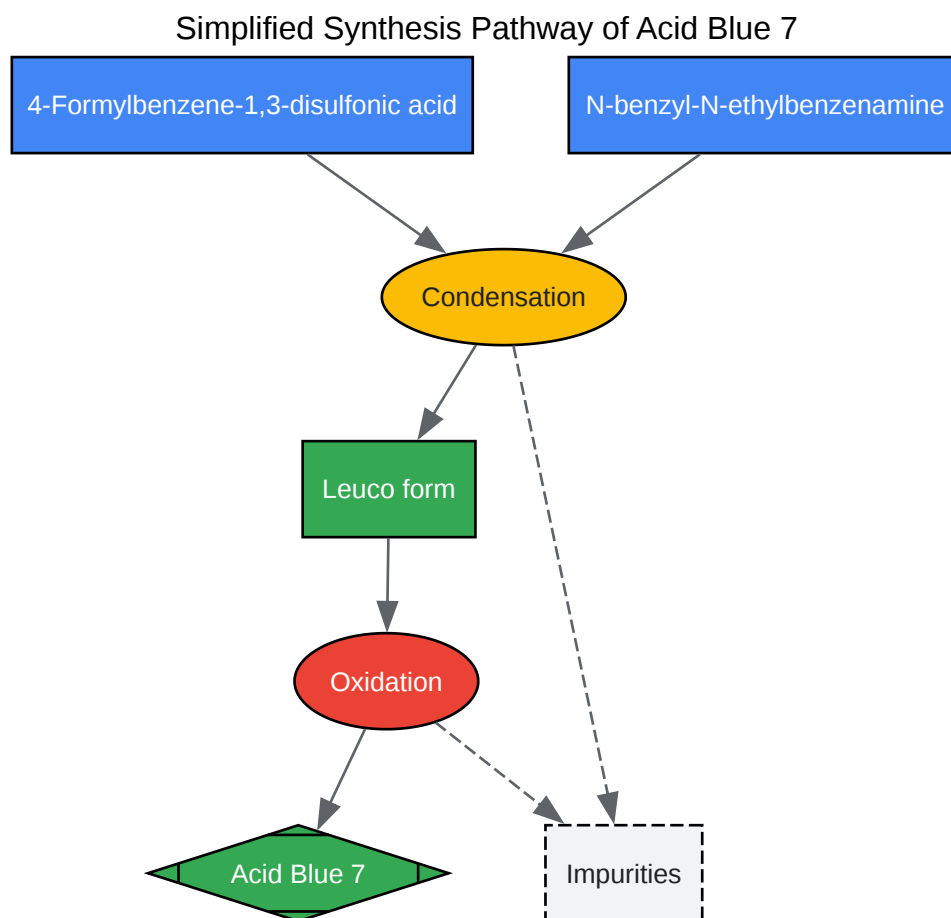 Simplified Synthesis Pathway of Acid Blue 7
4-Formylbenzene-1,3-disulfonic acid
N-benzyl-N-ethylbenzenamine
Condensation
Leuco form
Oxidation
Acid Blue 7
Impurities